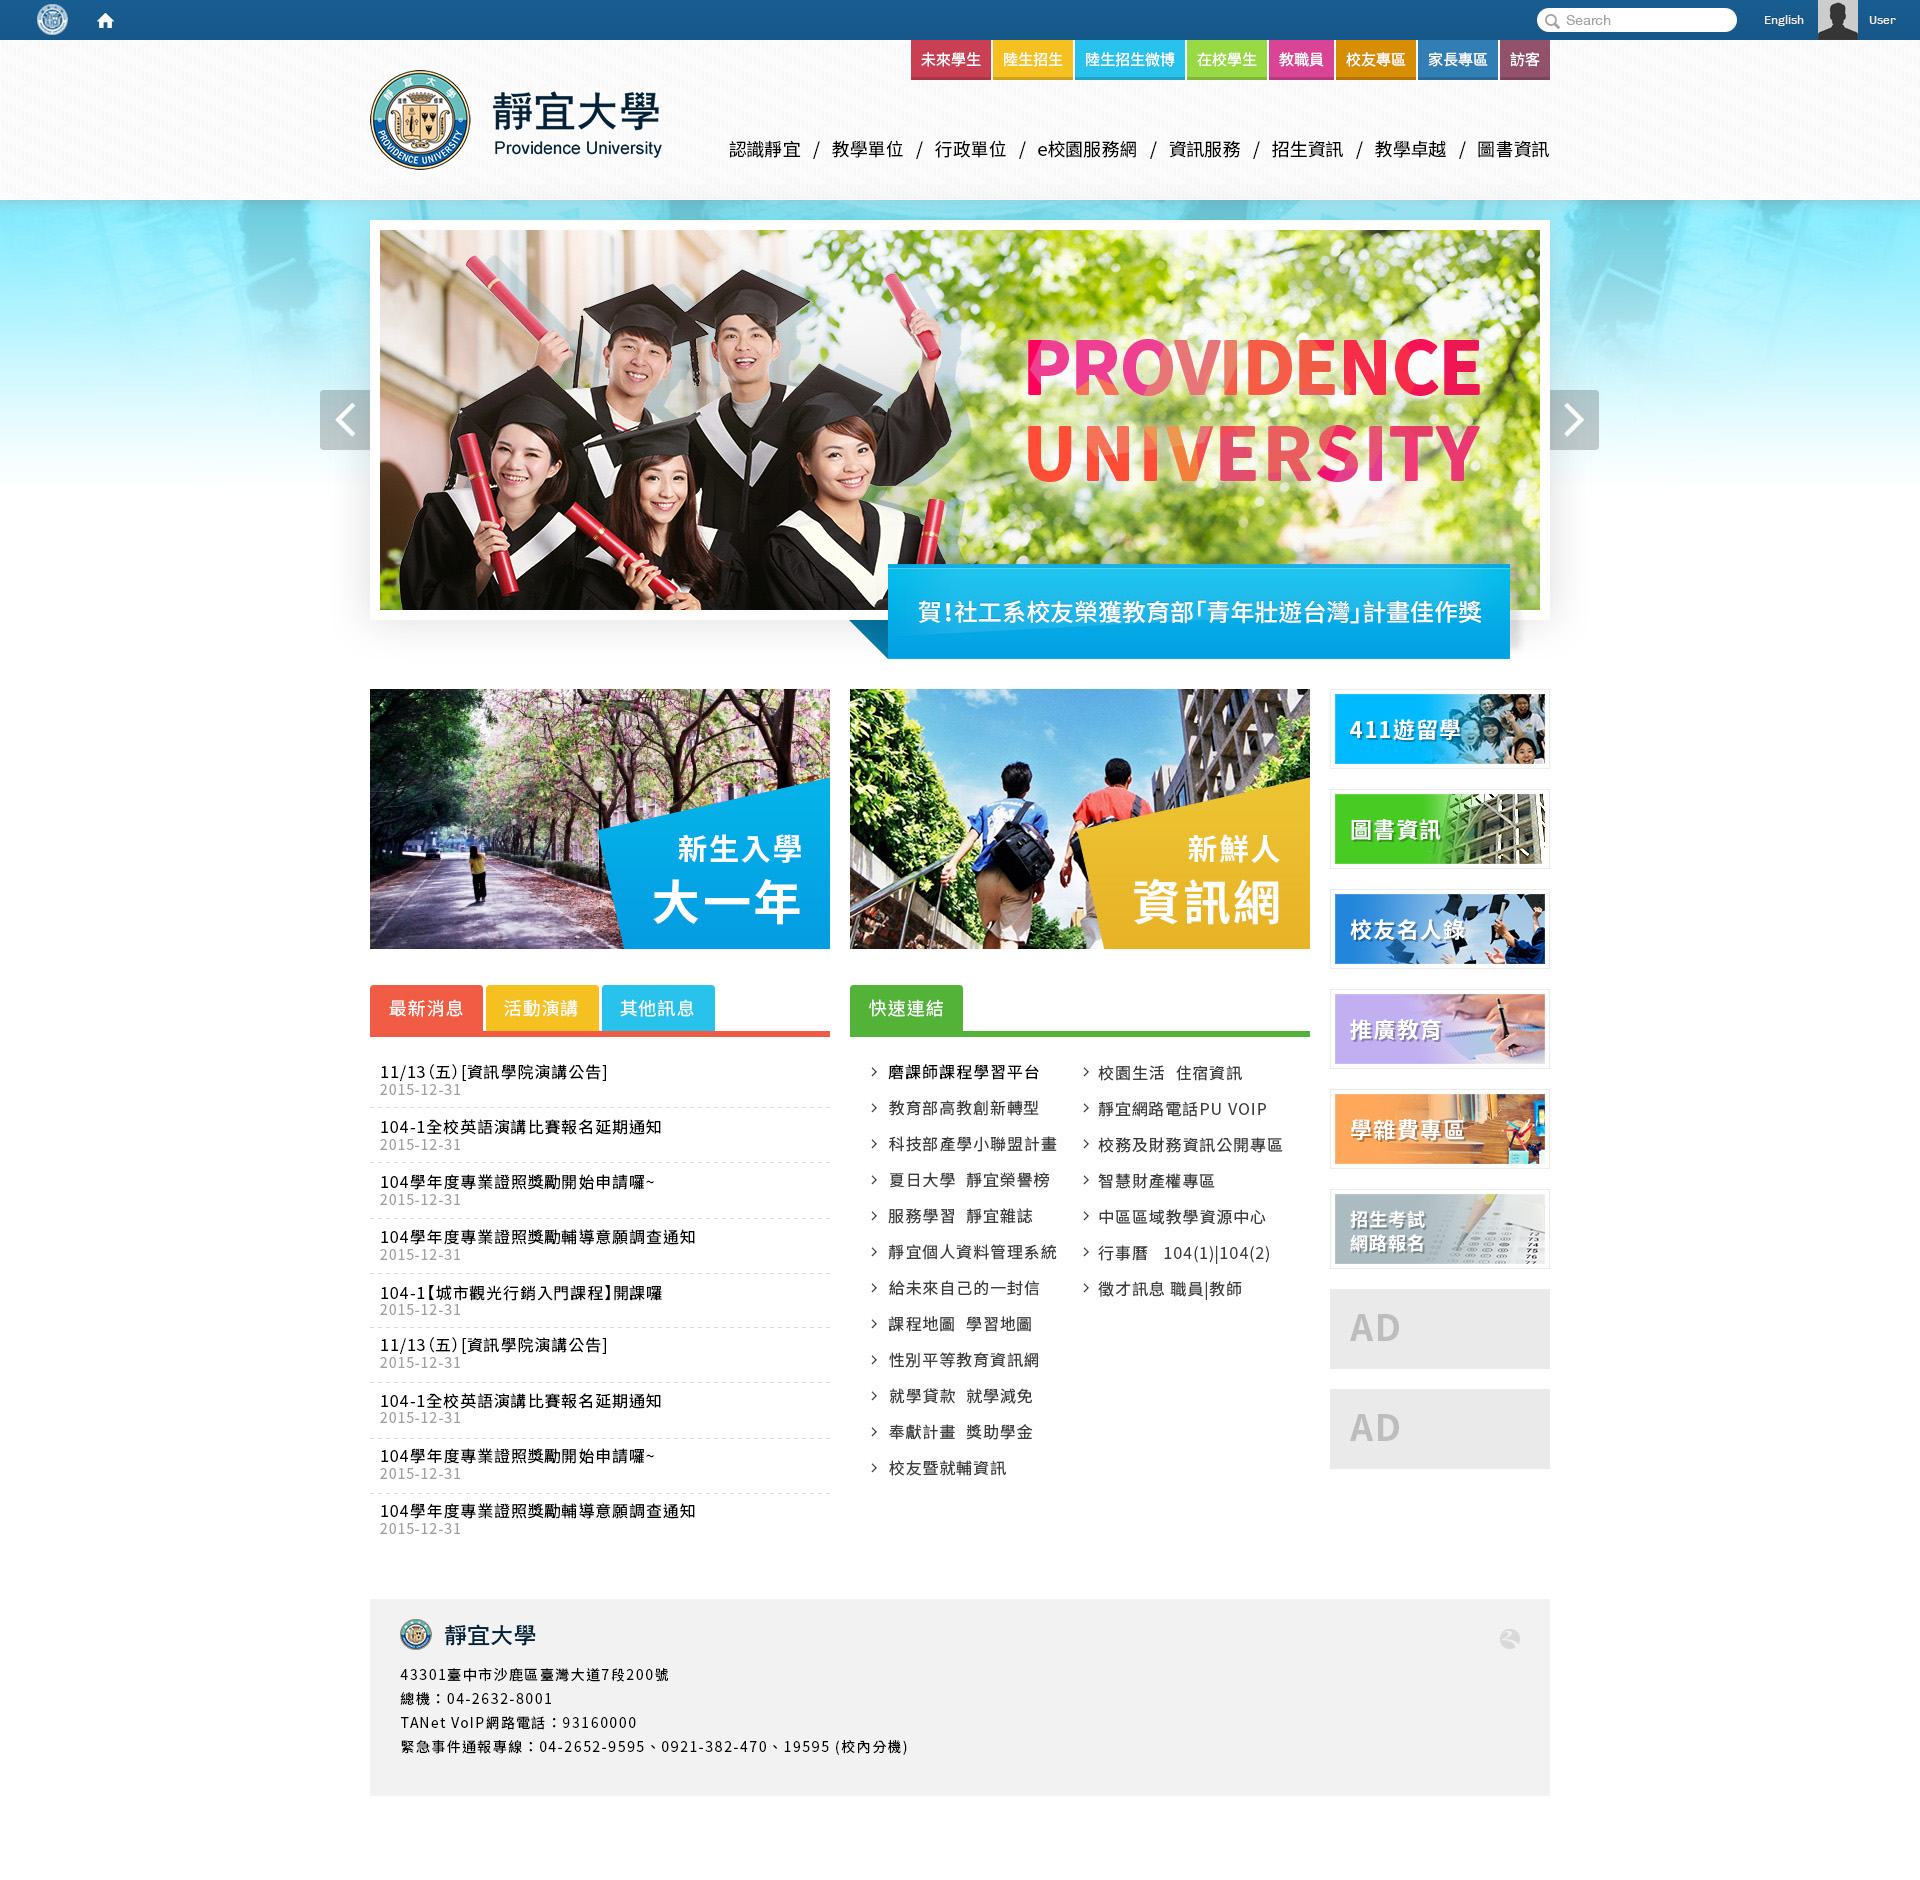 Search
English
User
未來學生
陸生招生
陸生招生微博
在校學生
教職員
校友專區
家長專區
訪客
靜宜大學
PROVIDENCE UNIVERSITY
靜宜大學
Providence University
認識靜宜 / 教學單位 / 行政單位 / e校園服務網 / 資訊服務 / 招生資訊 / 教學卓越 / 圖書資訊
PROVIDENCE
UNIVERSITY
賀!社工系校友榮獲教育部「青年壯遊台灣」計畫佳作獎
新生入學
大一年
新鮮人
資訊網
411遊留學
圖書資訊
校友名人錄
推廣教育
學雜費專區
招生考試
網路報名
AD
AD
最新消息
活動演講
其他訊息
11/13(五)[資訊學院演講公告]
2015-12-31
104-1全校英語演講比賽報名延期通知
2015-12-31
104學年度專業證照獎勵開始申請囉~
2015-12-31
104學年度專業證照獎勵輔導意願調查通知
2015-12-31
104-1【城市觀光行銷入門課程】開課囉
2015-12-31
11/13(五)[資訊學院演講公告]
2015-12-31
104-1全校英語演講比賽報名延期通知
2015-12-31
104學年度專業證照獎勵開始申請囉~
2015-12-31
104學年度專業證照獎勵輔導意願調查通知
2015-12-31
快速連結
磨課師課程學習平台
教育部高教創新轉型
科技部產學小聯盟計畫
夏日大學 靜宜榮譽榜
服務學習 靜宜雜誌
靜宜個人資料管理系統
給未來自己的一封信
課程地圖 學習地圖
性別平等教育資訊網
就學貸款 就學減免
奉獻計畫 獎助學金
校友暨就輔資訊
校園生活 住宿資訊
靜宜網路電話PU VOIP
校務及財務資訊公開專區
智慧財產權專區
中區區域教學資源中心
行事曆 104(1)|104(2)
徵才訊息 職員|教師
靜宜大學
43301臺中市沙鹿區臺灣大道7段200號
總機：04-2632-8001
TANet VoIP網路電話：93160000
緊急事件通報專線：04-2652-9595、0921-382-470、19595 (校內分機)